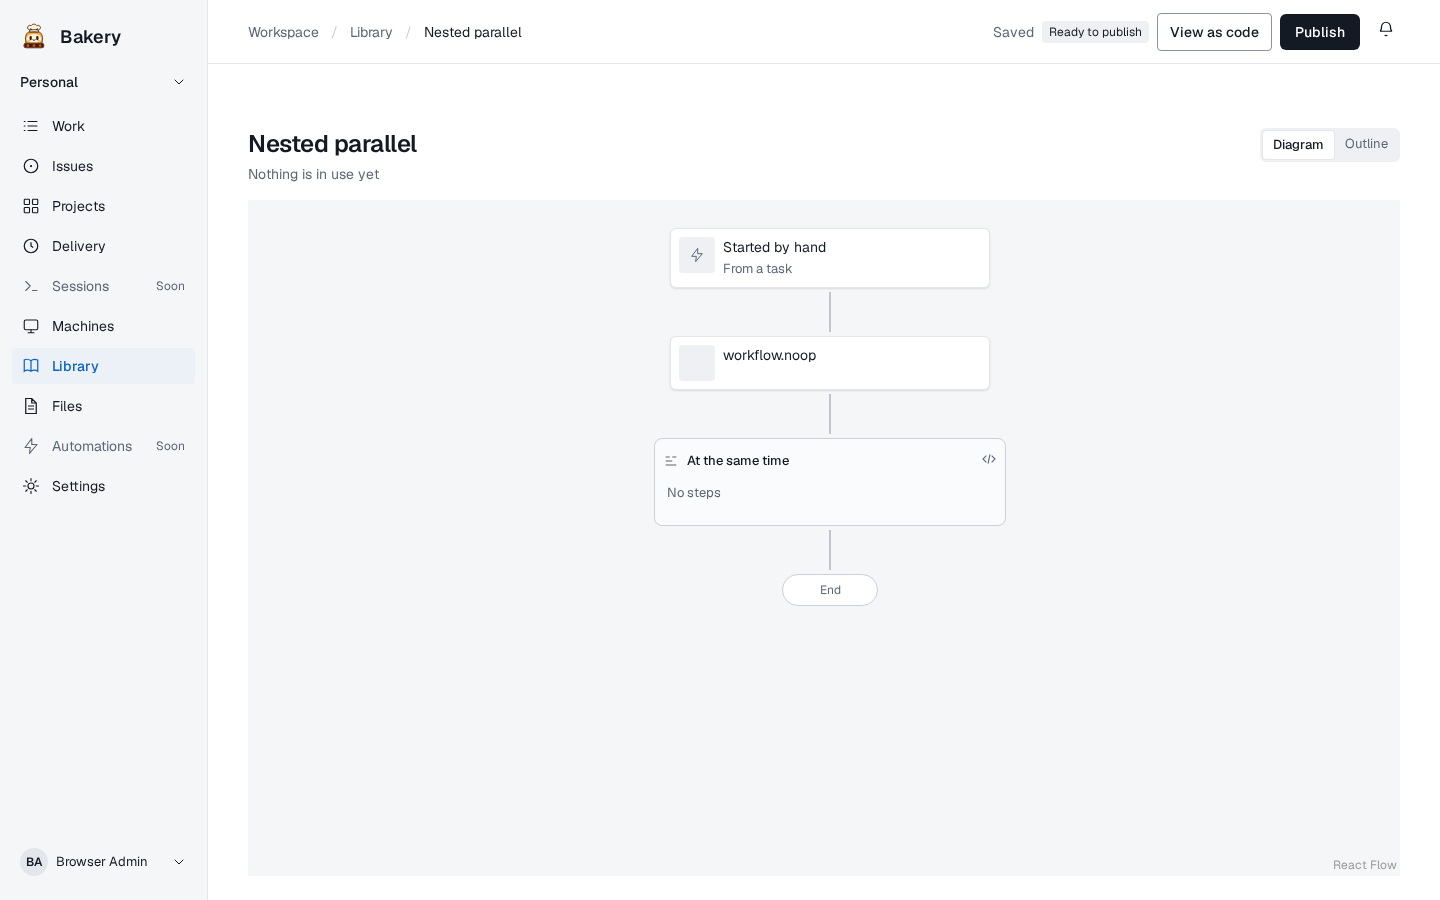 Bakery
Personal
Work
Issues
Projects
Delivery
Sessions Soon
Machines
Library
Files
Automations Soon
Settings
BA Browser Admin
Workspace / Library / Nested parallel
Saved Ready to publish View as code Publish
Nested parallel
Nothing is in use yet
Diagram Outline
Started by hand
From a task
workflow.noop
At the same time
No steps
End
React Flow